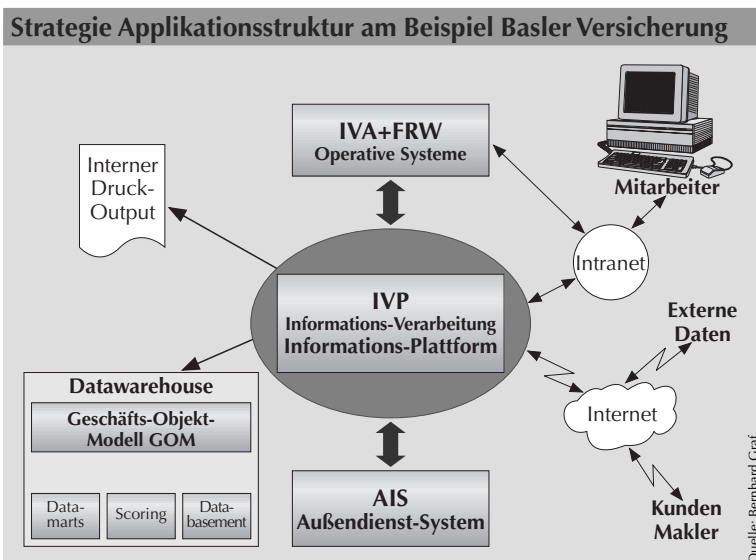 Strategie Applikationsstruktur am Beispiel Basler Versicherung
IVA+FRW
Operative Systeme
Interner
Druck-
Output
Mitarbeiter
Intranet
IVP
Informations-Verarbeitung
Informations-Plattform
Externe
Daten
Datawarehouse
Geschäfts-Objekt-
Modell GOM
Internet
Data-
marts
Scoring
Data-
basement
AIS
Außendienst-System
Kunden
Makler
Quelle: Bernhard Graf